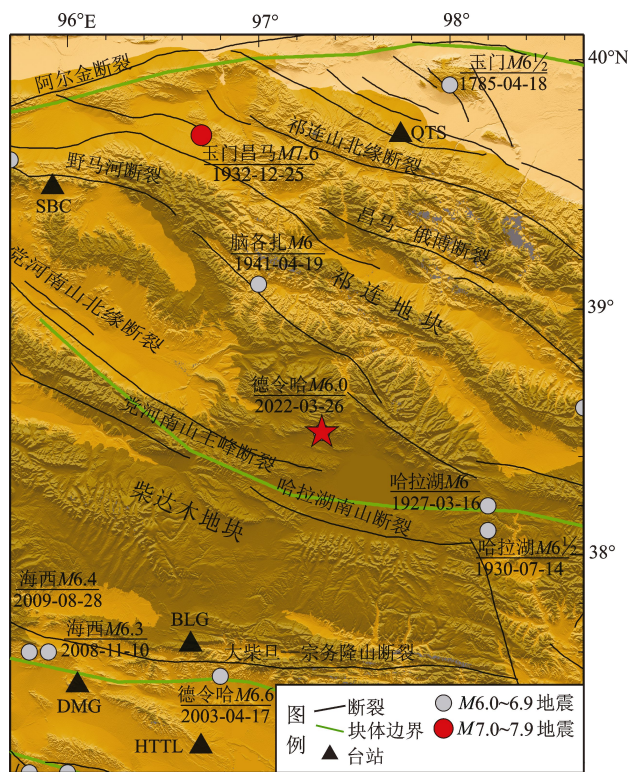 96°E
97°
98°
40°N
39°
38°
阿尔金断裂
玉门M6½
1785-04-18
QTS
祁连山北缘断裂
玉门昌马M7.6
1932-12-25
野马河断裂
SBC
昌马—俄博断裂
脑各扎M6
1941-04-19
祁连地块
党河南山北缘断裂
德令哈M6.0
2022-03-26
党河南山主峰断裂
哈拉湖M6
1927-03-16
哈拉湖南山断裂
柴达木地块
哈拉湖M6½
1930-07-14
海西M6.4
2009-08-28
BLG
海西M6.3
2008-11-10
大柴旦—宗务隆山断裂
DMG
德令哈M6.6
2003-04-17
HTTL
图例
断裂
块体边界
台站
M6.0~6.9地震
M7.0~7.9地震